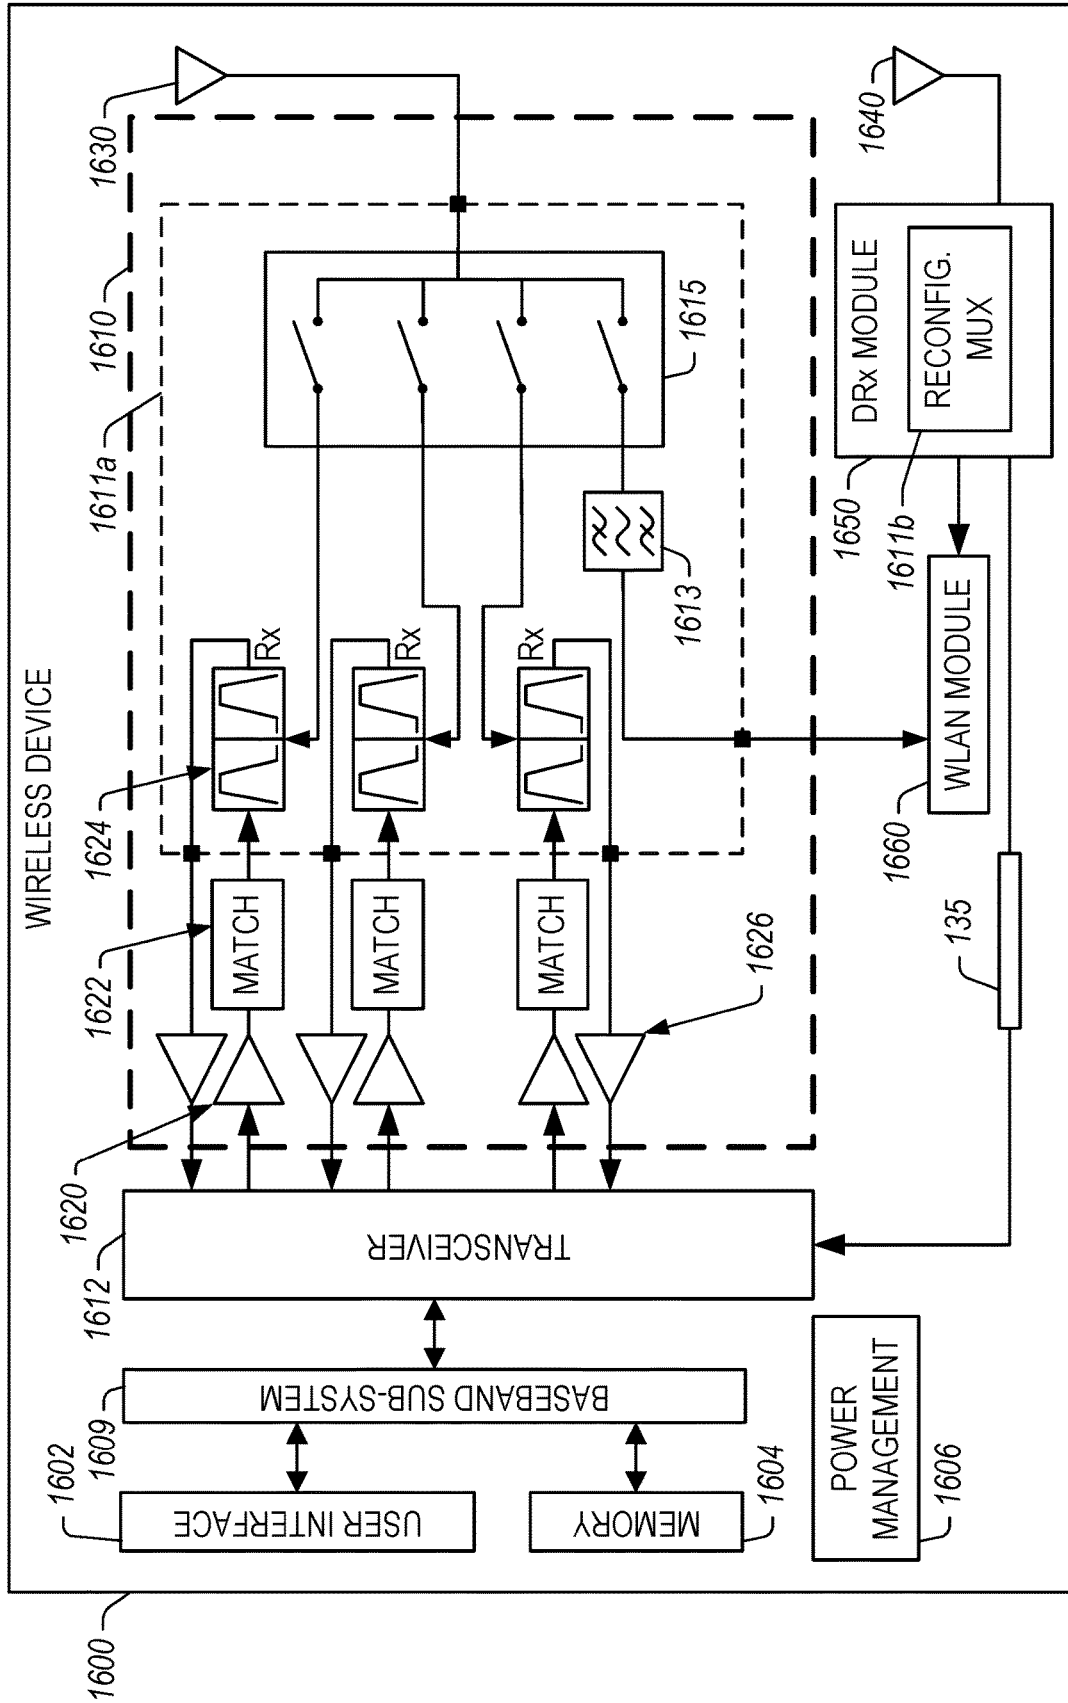 WIRELESS DEVICE
1600
1602
USER INTERFACE
1604
MEMORY
1609
BASEBAND SUB-SYSTEM
1606
POWER
MANAGEMENT
1612
TRANSCEIVER
1620
1622
MATCH
MATCH
MATCH
1626
1624
Rx
Rx
Rx
1611a
1610
1613
1615
1630
1640
DRx MODULE
RECONFIG.
MUX
1650
1611b
WLAN MODULE
1660
135